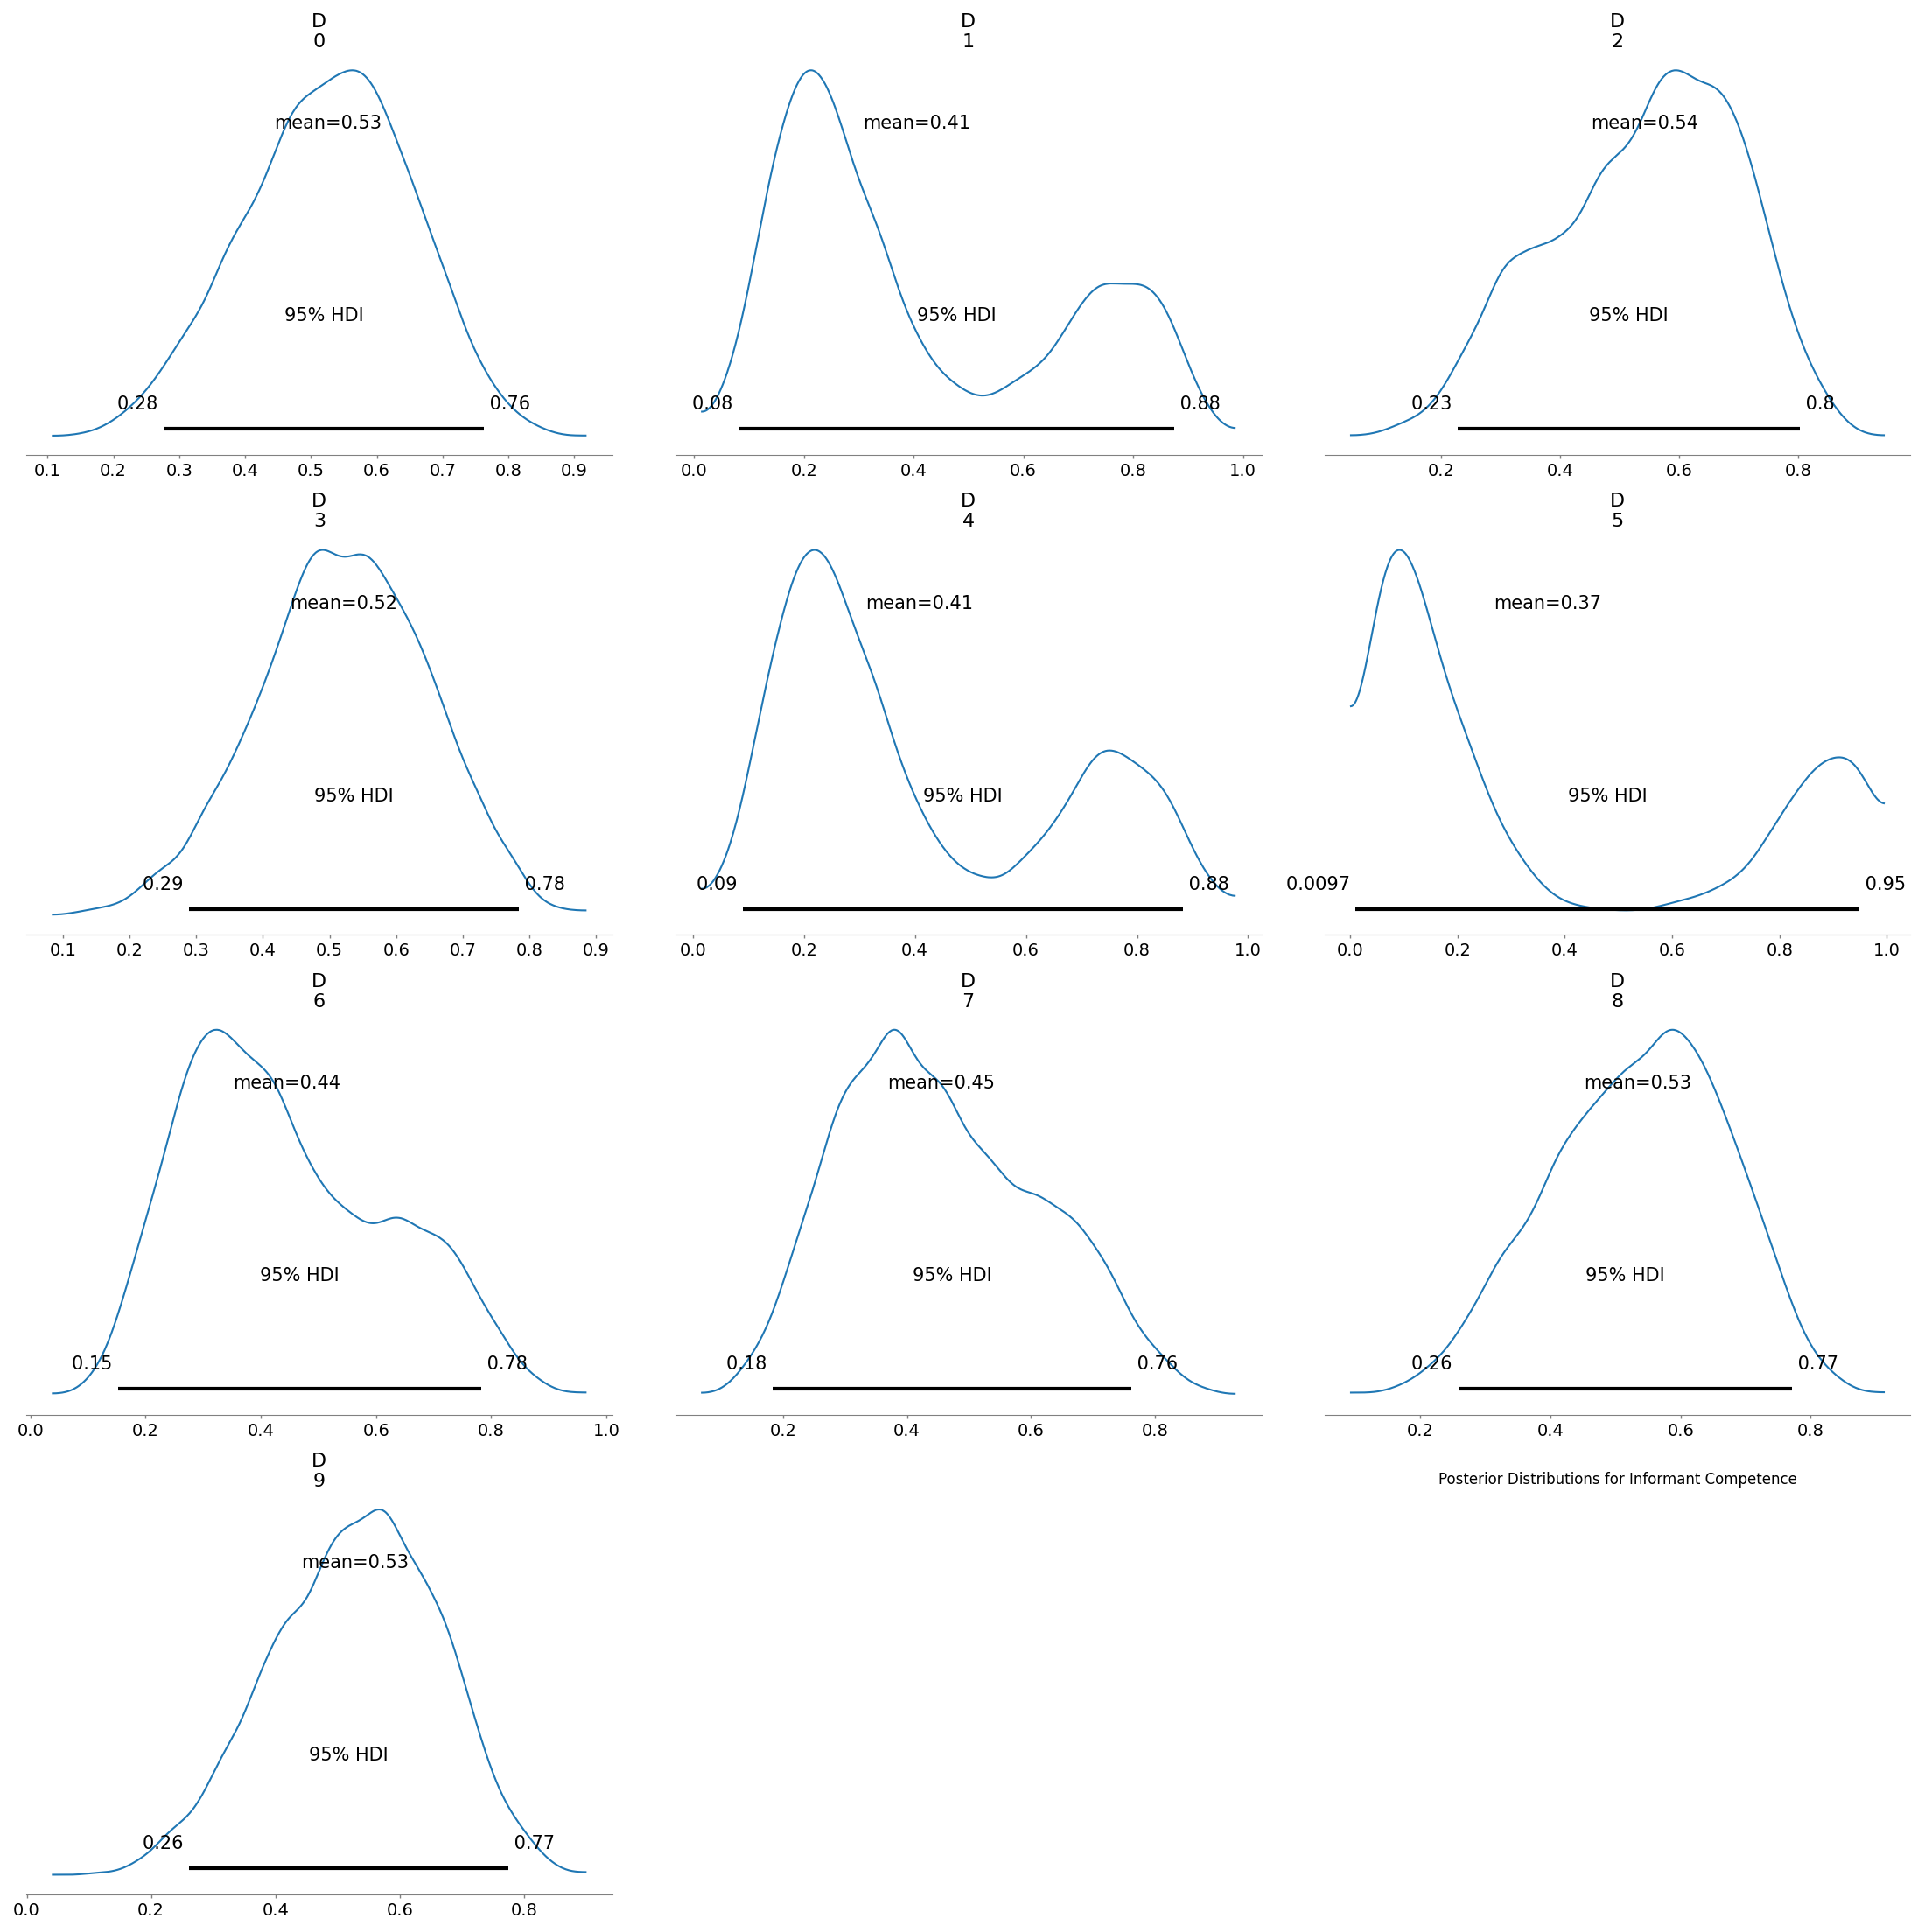 D
0
mean=0.53
95% HDI
0.28 0.76
0.1 0.2 0.3 0.4 0.5 0.6 0.7 0.8 0.9
D
1
mean=0.41
95% HDI
0.08 0.88
0.0 0.2 0.4 0.6 0.8 1.0
D
2
mean=0.54
95% HDI
0.23 0.8
0.2 0.4 0.6 0.8
D
3
mean=0.52
95% HDI
0.29 0.78
0.1 0.2 0.3 0.4 0.5 0.6 0.7 0.8 0.9
D
4
mean=0.41
95% HDI
0.09 0.88
0.0 0.2 0.4 0.6 0.8 1.0
D
5
mean=0.37
95% HDI
0.0097 0.95
0.0 0.2 0.4 0.6 0.8 1.0
D
6
mean=0.44
95% HDI
0.15 0.78
0.0 0.2 0.4 0.6 0.8 1.0
D
7
mean=0.45
95% HDI
0.18 0.76
0.2 0.4 0.6 0.8
D
8
mean=0.53
95% HDI
0.26 0.77
0.2 0.4 0.6 0.8
D
9
mean=0.53
95% HDI
0.26 0.77
0.0 0.2 0.4 0.6 0.8
Posterior Distributions for Informant Competence